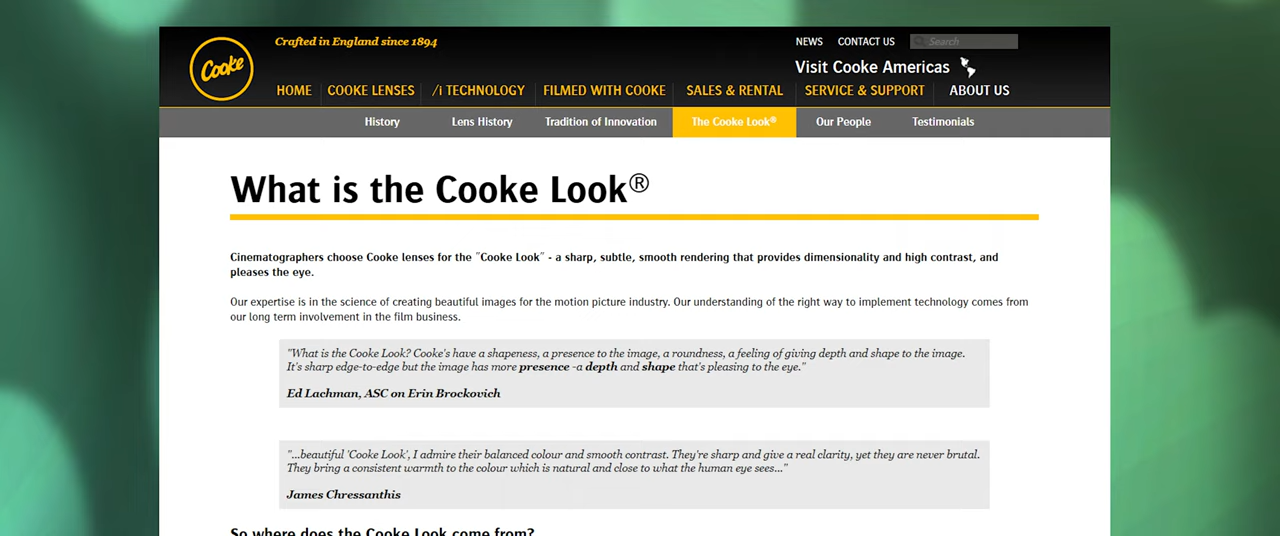 Crafted in England since 1894
NEWS CONTACT US Search
Cooke
Visit Cooke Americas
HOME COOKE LENSES /i TECHNOLOGY FILMED WITH COOKE SALES & RENTAL SERVICE & SUPPORT ABOUT US
History Lens History Tradition of Innovation The Cooke Look® Our People Testimonials
What is the Cooke Look®
Cinematographers choose Cooke lenses for the "Cooke Look" - a sharp, subtle, smooth rendering that provides dimensionality and high contrast, and
pleases the eye.
Our expertise is in the science of creating beautiful images for the motion picture industry. Our understanding of the right way to implement technology comes from
our long term involvement in the film business.
"What is the Cooke Look? Cooke's have a shapeness, a presence to the image, a roundness, a feeling of giving depth and shape to the image.
It's sharp edge-to-edge but the image has more presence -a depth and shape that's pleasing to the eye."
Ed Lachman, ASC on Erin Brockovich
"...beautiful 'Cooke Look', I admire their balanced colour and smooth contrast. They're sharp and give a real clarity, yet they are never brutal.
They bring a consistent warmth to the colour which is natural and close to what the human eye sees..."
James Chressanthis
So where does the Cooke Look come from?